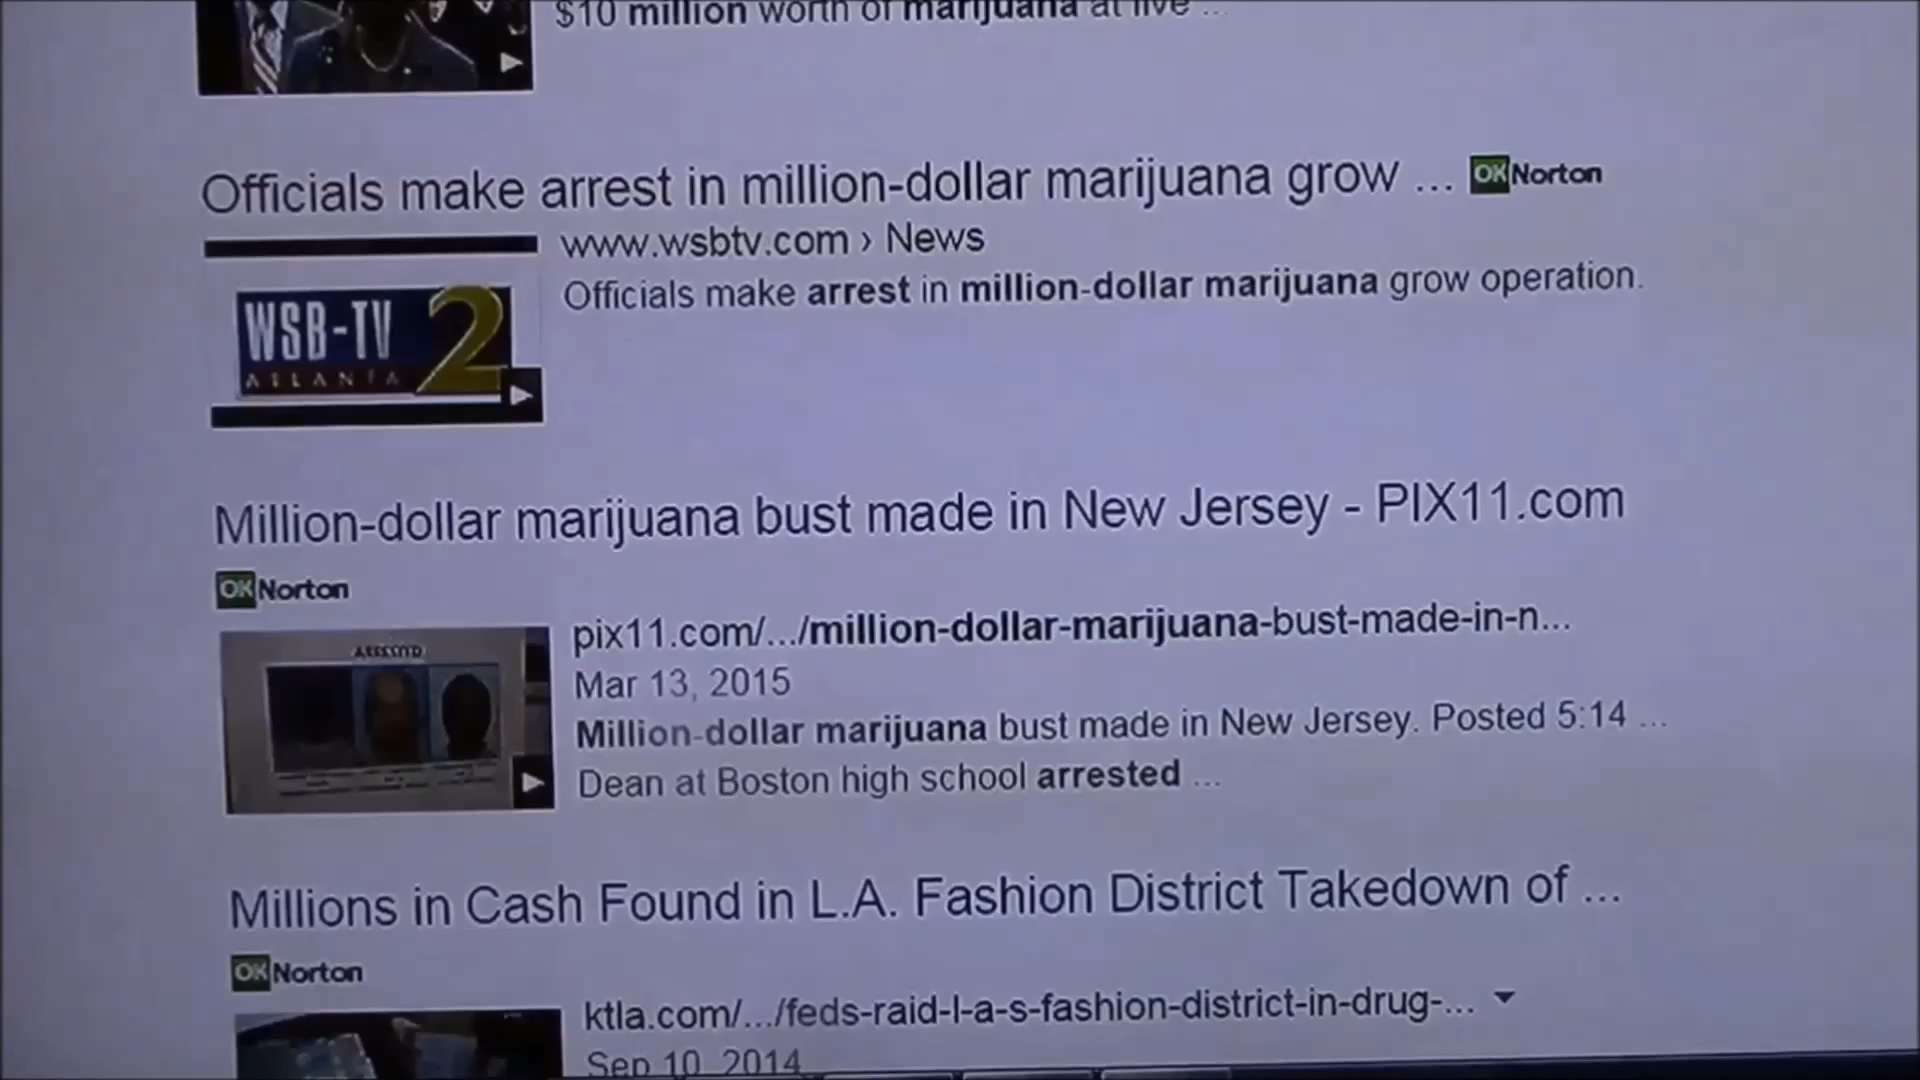 $10 million worth of marijuana at five ...
Officials make arrest in million-dollar marijuana grow ... OK Norton
www.wsbtv.com › News
Officials make arrest in million-dollar marijuana grow operation.
WSB-TV 2
ATLANTA
Million-dollar marijuana bust made in New Jersey - PIX11.com
OK Norton
pix11.com/.../million-dollar-marijuana-bust-made-in-n...
Mar 13, 2015
Million-dollar marijuana bust made in New Jersey. Posted 5:14 ...
Dean at Boston high school arrested ...
ARRESTED
Millions in Cash Found in L.A. Fashion District Takedown of ...
OK Norton
ktla.com/.../feds-raid-l-a-s-fashion-district-in-drug-...
Sep 10, 2014